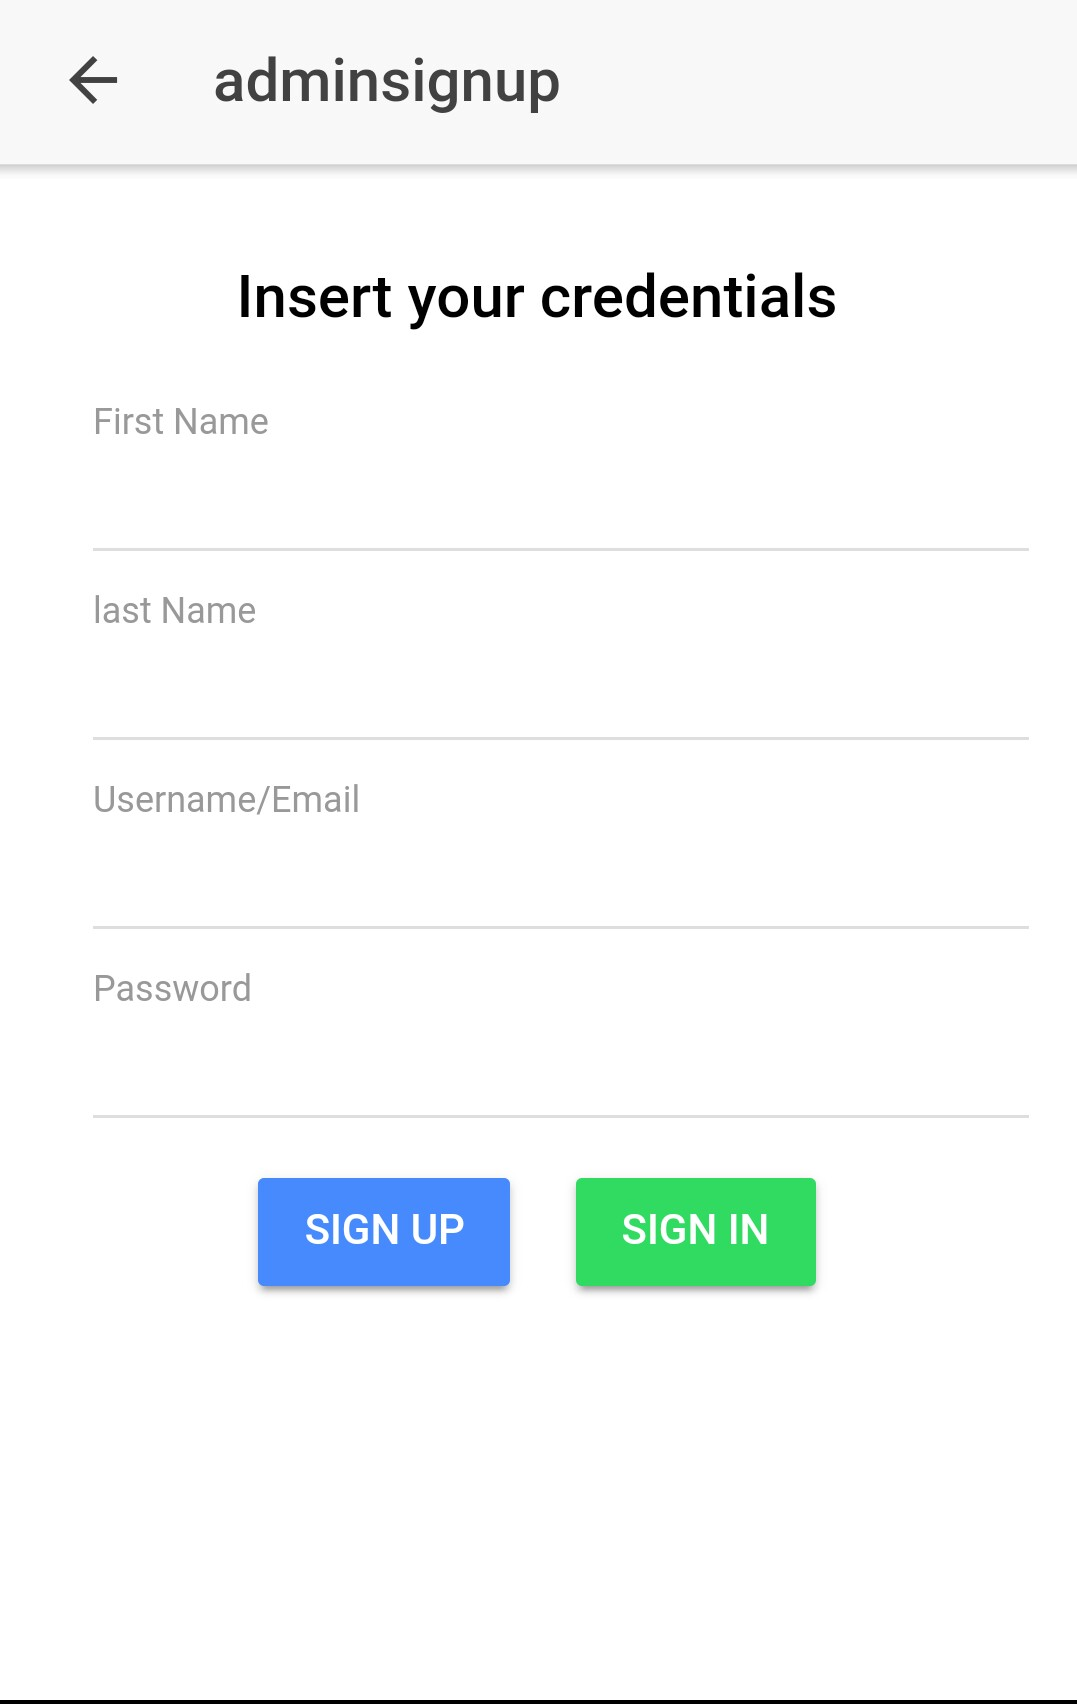 adminsignup
Insert your credentials
First Name
last Name
Username/Email
Password
SIGN UP SIGN IN